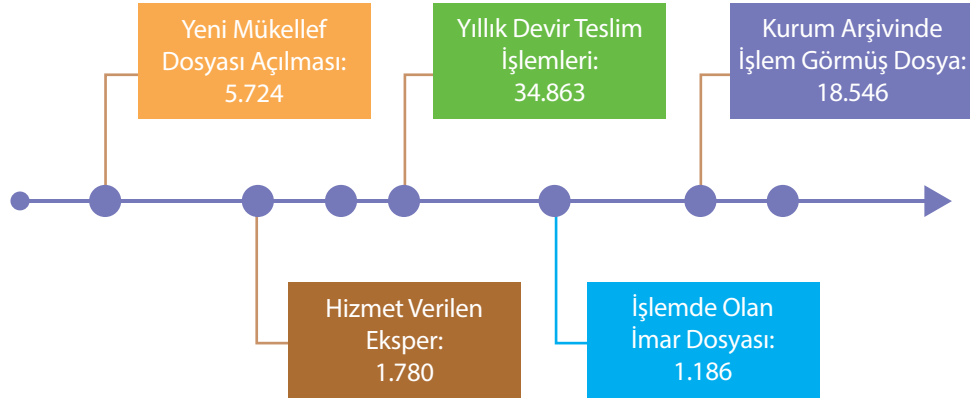 Yeni Mükellef
Dosyası Açılması:
5.724
Yıllık Devir Teslim
İşlemleri:
34.863
Kurum Arşivinde
İşlem Görmüş Dosya:
18.546
Hizmet Verilen
Eksper:
1.780
İşlemde Olan
İmar Dosyası:
1.186